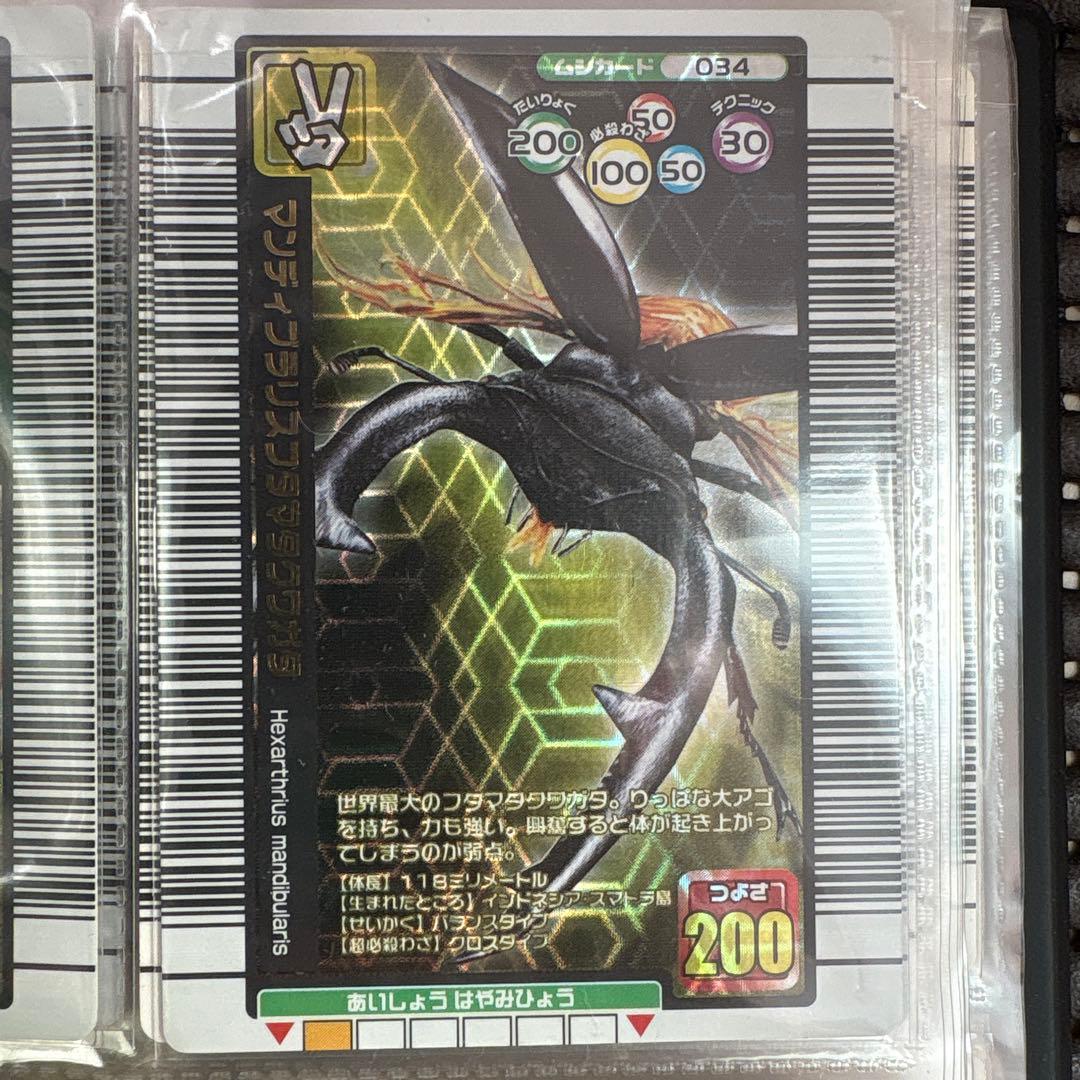 ムシカード 034
たいりょく
200
必殺わざ
100
50
50
テクニック
30
マンディブラリスフタマタクワガタ
Hexarthrius mandibularis
世界最大のフタマタクワガタ。りっぱな大アゴ
を持ち、力も強い。興奮すると体が起き上がっ
てしまうのが弱点。
【体長】118ミリメートル
【生まれたところ】インドネシア・スマトラ島
【せいかく】バランスタイプ
【超必殺わざ】クロスタイプ
つよさ
200
あいしょう はやみひょう